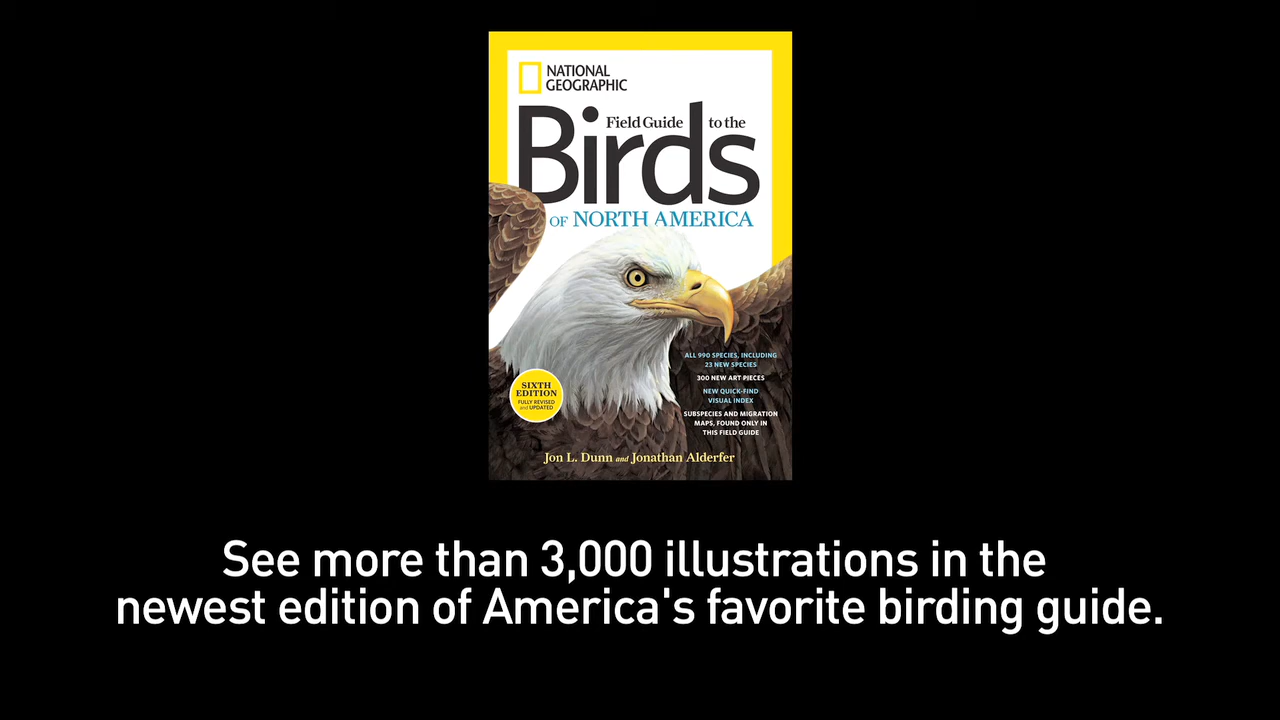 NATIONAL
GEOGRAPHIC
Field Guide to the
Birds
OF NORTH AMERICA
ALL 990 SPECIES, INCLUDING
23 NEW SPECIES
300 NEW ART PIECES
NEW QUICK-FIND
VISUAL INDEX
SUBSPECIES AND MIGRATION
MAPS, FOUND ONLY IN
THIS FIELD GUIDE
SIXTH
EDITION
FULLY REVISED
and UPDATED
Jon L. Dunn and Jonathan Alderfer
See more than 3,000 illustrations in the
newest edition of America's favorite birding guide.